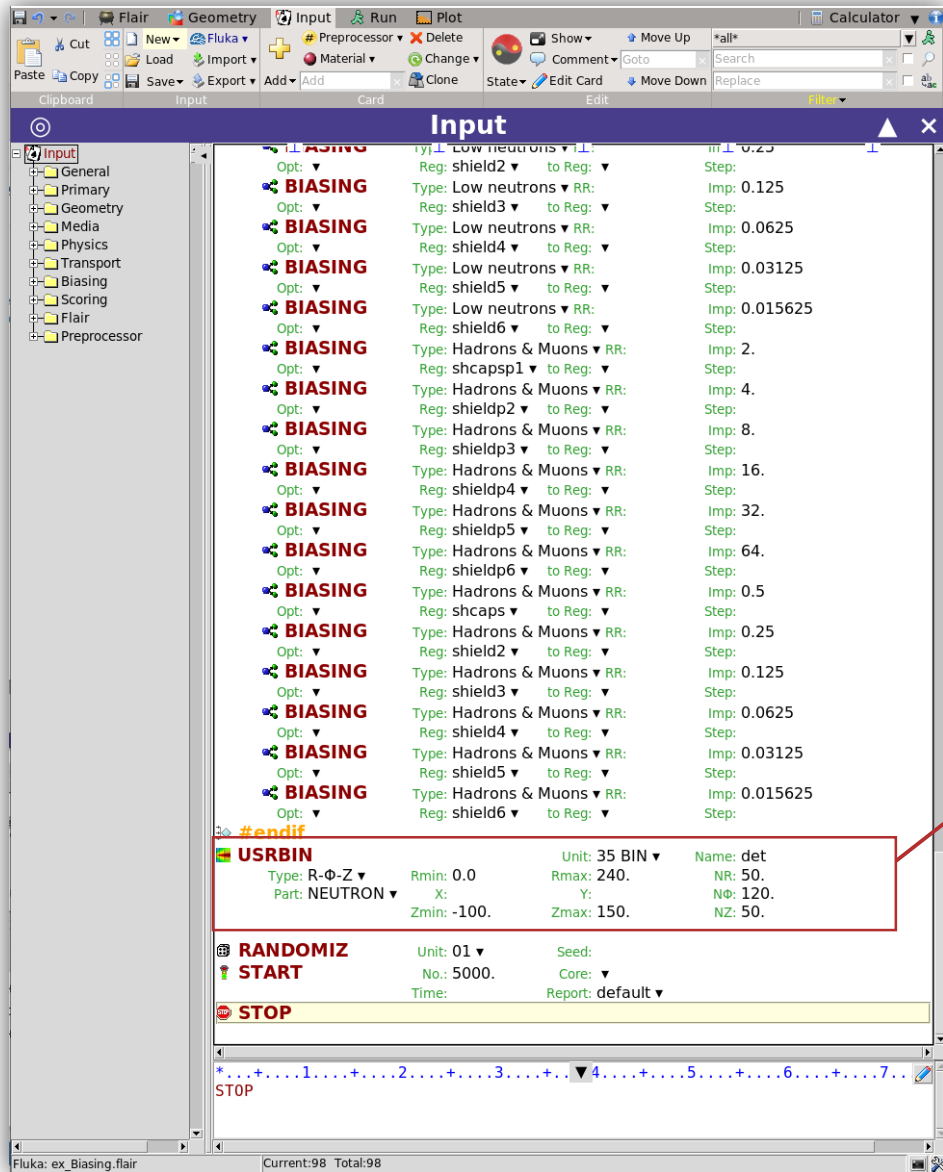 Flair Geometry Input Run Plot Calculator
Cut New Fluka # Preprocessor Delete Show Move Up *all*
Load Import Material Change Comment Goto Search
Paste Copy Save Export Add Add Clone State Edit Card Move Down Replace
Clipboard Input Card Edit Filter
Input
Input
General
Primary
Geometry
Media
Physics
Transport
Biasing
Scoring
Flair
Preprocessor
Opt: Reg: shield2 to Reg: Step:
BIASING Type: Low neutrons RR: Imp: 0.125
Opt: Reg: shield3 to Reg: Step:
BIASING Type: Low neutrons RR: Imp: 0.0625
Opt: Reg: shield4 to Reg: Step:
BIASING Type: Low neutrons RR: Imp: 0.03125
Opt: Reg: shield5 to Reg: Step:
BIASING Type: Low neutrons RR: Imp: 0.015625
Opt: Reg: shield6 to Reg: Step:
BIASING Type: Hadrons & Muons RR: Imp: 2.
Opt: Reg: shcapsp1 to Reg: Step:
BIASING Type: Hadrons & Muons RR: Imp: 4.
Opt: Reg: shieldp2 to Reg: Step:
BIASING Type: Hadrons & Muons RR: Imp: 8.
Opt: Reg: shieldp3 to Reg: Step:
BIASING Type: Hadrons & Muons RR: Imp: 16.
Opt: Reg: shieldp4 to Reg: Step:
BIASING Type: Hadrons & Muons RR: Imp: 32.
Opt: Reg: shieldp5 to Reg: Step:
BIASING Type: Hadrons & Muons RR: Imp: 64.
Opt: Reg: shieldp6 to Reg: Step:
BIASING Type: Hadrons & Muons RR: Imp: 0.5
Opt: Reg: shcaps to Reg: Step:
BIASING Type: Hadrons & Muons RR: Imp: 0.25
Opt: Reg: shield2 to Reg: Step:
BIASING Type: Hadrons & Muons RR: Imp: 0.125
Opt: Reg: shield3 to Reg: Step:
BIASING Type: Hadrons & Muons RR: Imp: 0.0625
Opt: Reg: shield4 to Reg: Step:
BIASING Type: Hadrons & Muons RR: Imp: 0.03125
Opt: Reg: shield5 to Reg: Step:
BIASING Type: Hadrons & Muons RR: Imp: 0.015625
Opt: Reg: shield6 to Reg: Step:
#endif
USRBIN Unit: 35 BIN Name: det
Type: R-Φ-Z Rmin: 0.0 Rmax: 240. NR: 50.
Part: NEUTRON X: Y: NΦ: 120.
Zmin: -100. Zmax: 150. NZ: 50.
RANDOMIZ Unit: 01 Seed:
START No.: 5000. Core:
Time: Report: default
STOP
*...+....1....+....2....+....3....+.. 4....+....5....+....6....+....7..
STOP
Fluka: ex_Biasing.flair Current:98 Total:98